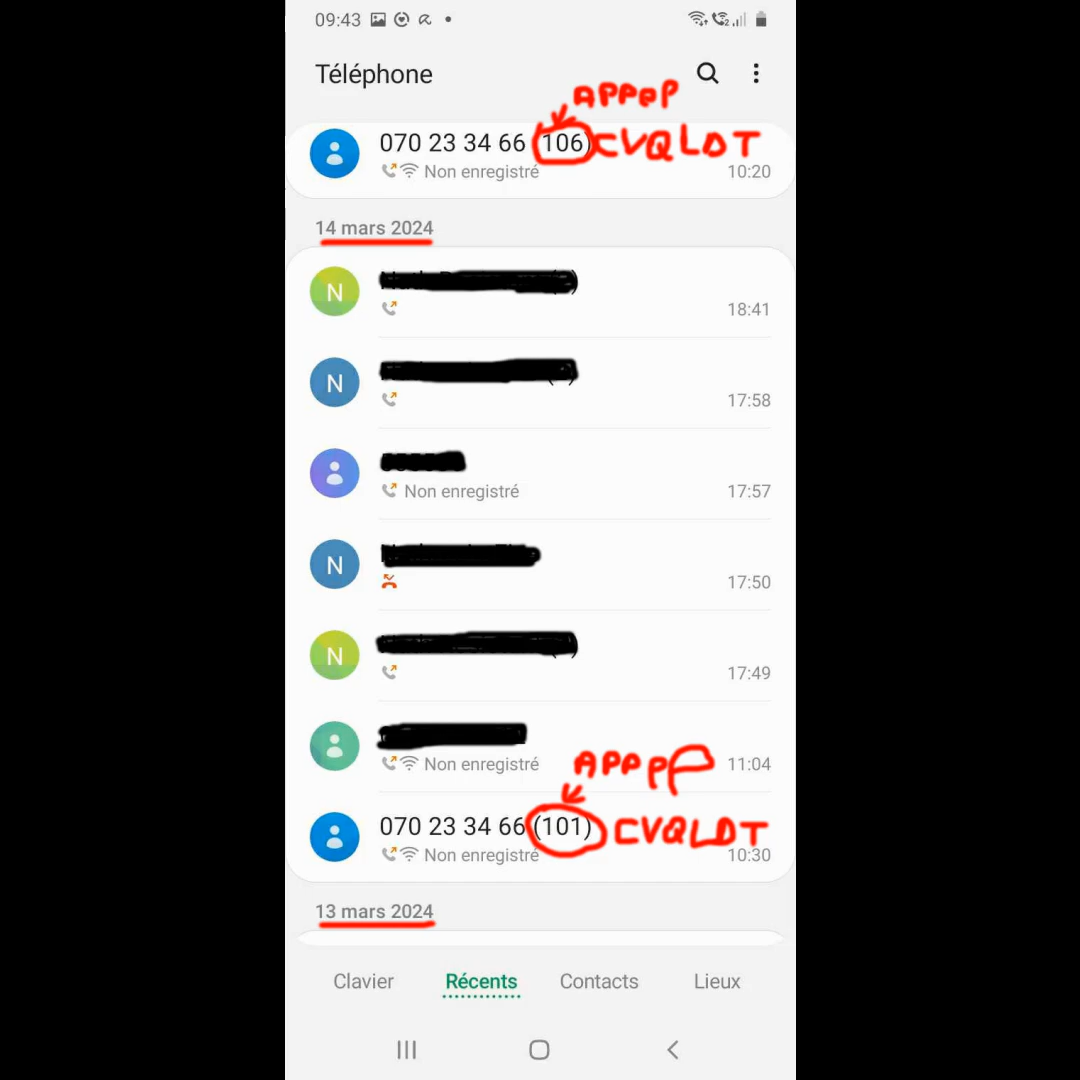 09:43
Téléphone
APPeP
070 23 34 66 (106) CVQLDT
Non enregistré 10:20
14 mars 2024
N
18:41
N
17:58
Non enregistré 17:57
N
17:50
N
17:49
APPPP
Non enregistré 11:04
070 23 34 66 (101) CVQLDT
Non enregistré 10:30
13 mars 2024
Clavier Récents Contacts Lieux